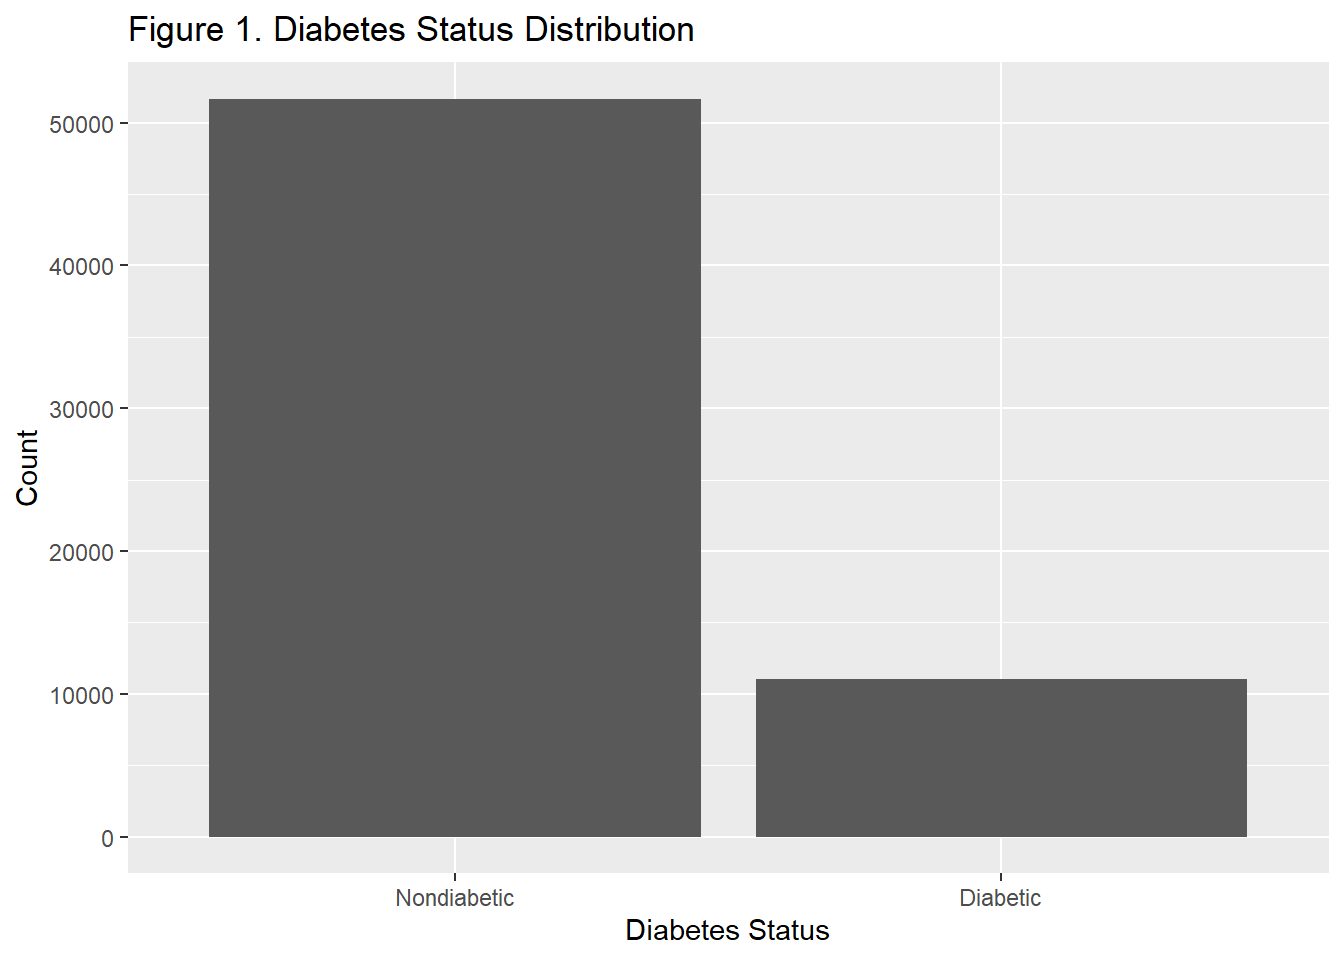 Figure 1. Diabetes Status Distribution
50000
40000
30000
20000
10000
0
Count
Nondiabetic
Diabetic
Diabetes Status